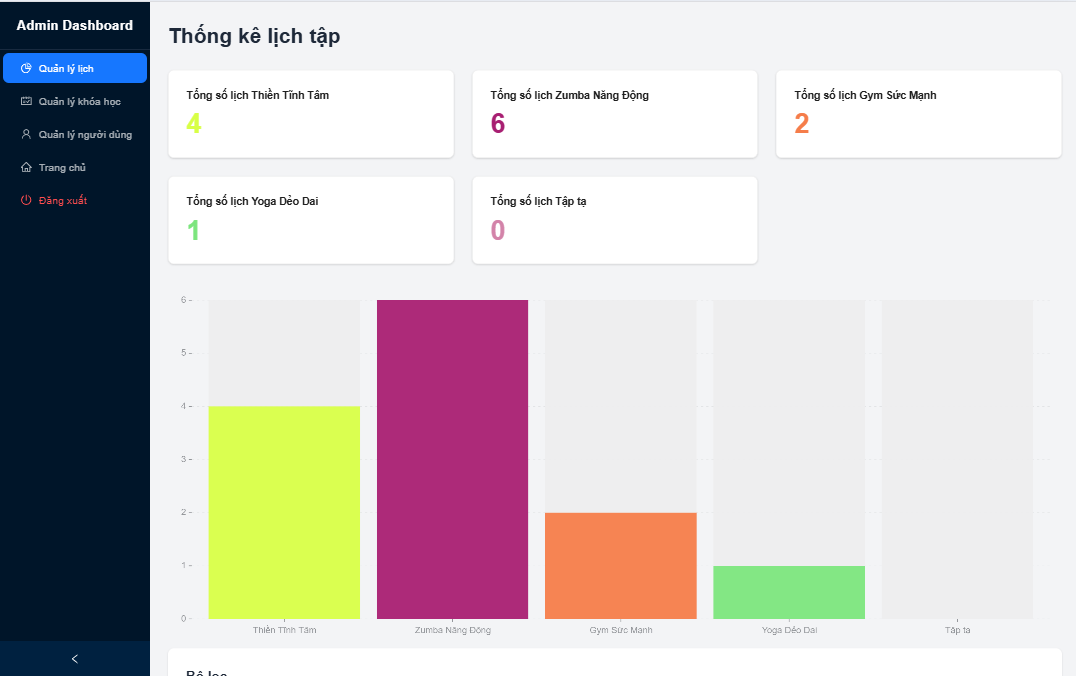 Admin Dashboard
Quản lý lịch
Quản lý khóa học
Quản lý người dùng
Trang chủ
Đăng xuất
Thống kê lịch tập
Tổng số lịch Thiền Tĩnh Tâm
4
Tổng số lịch Zumba Năng Động
6
Tổng số lịch Gym Sức Mạnh
2
Tổng số lịch Yoga Dẻo Dai
1
Tổng số lịch Tập tạ
0
6
5
4
3
2
1
0
Thiền Tĩnh Tâm
Zumba Năng Động
Gym Sức Mạnh
Yoga Dẻo Dai
Tập tạ